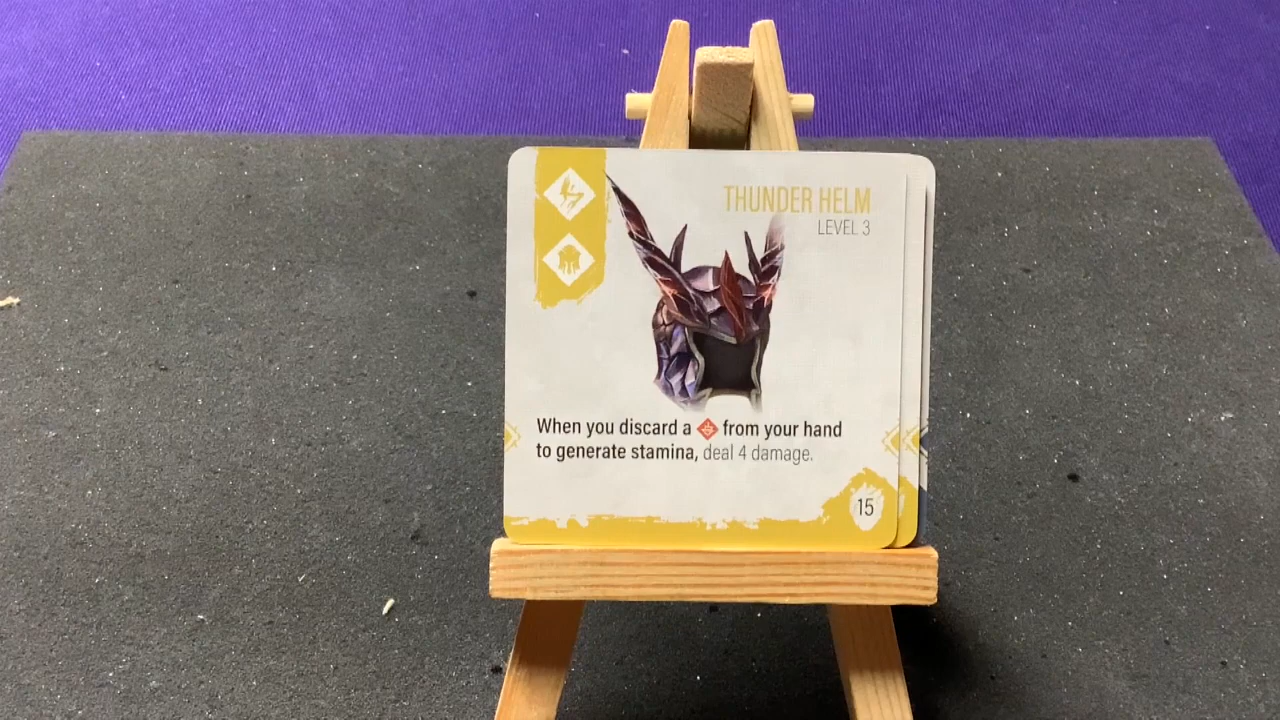 THUNDER HELM
LEVEL 3
When you discard a from your hand
to generate stamina, deal 4 damage.
15